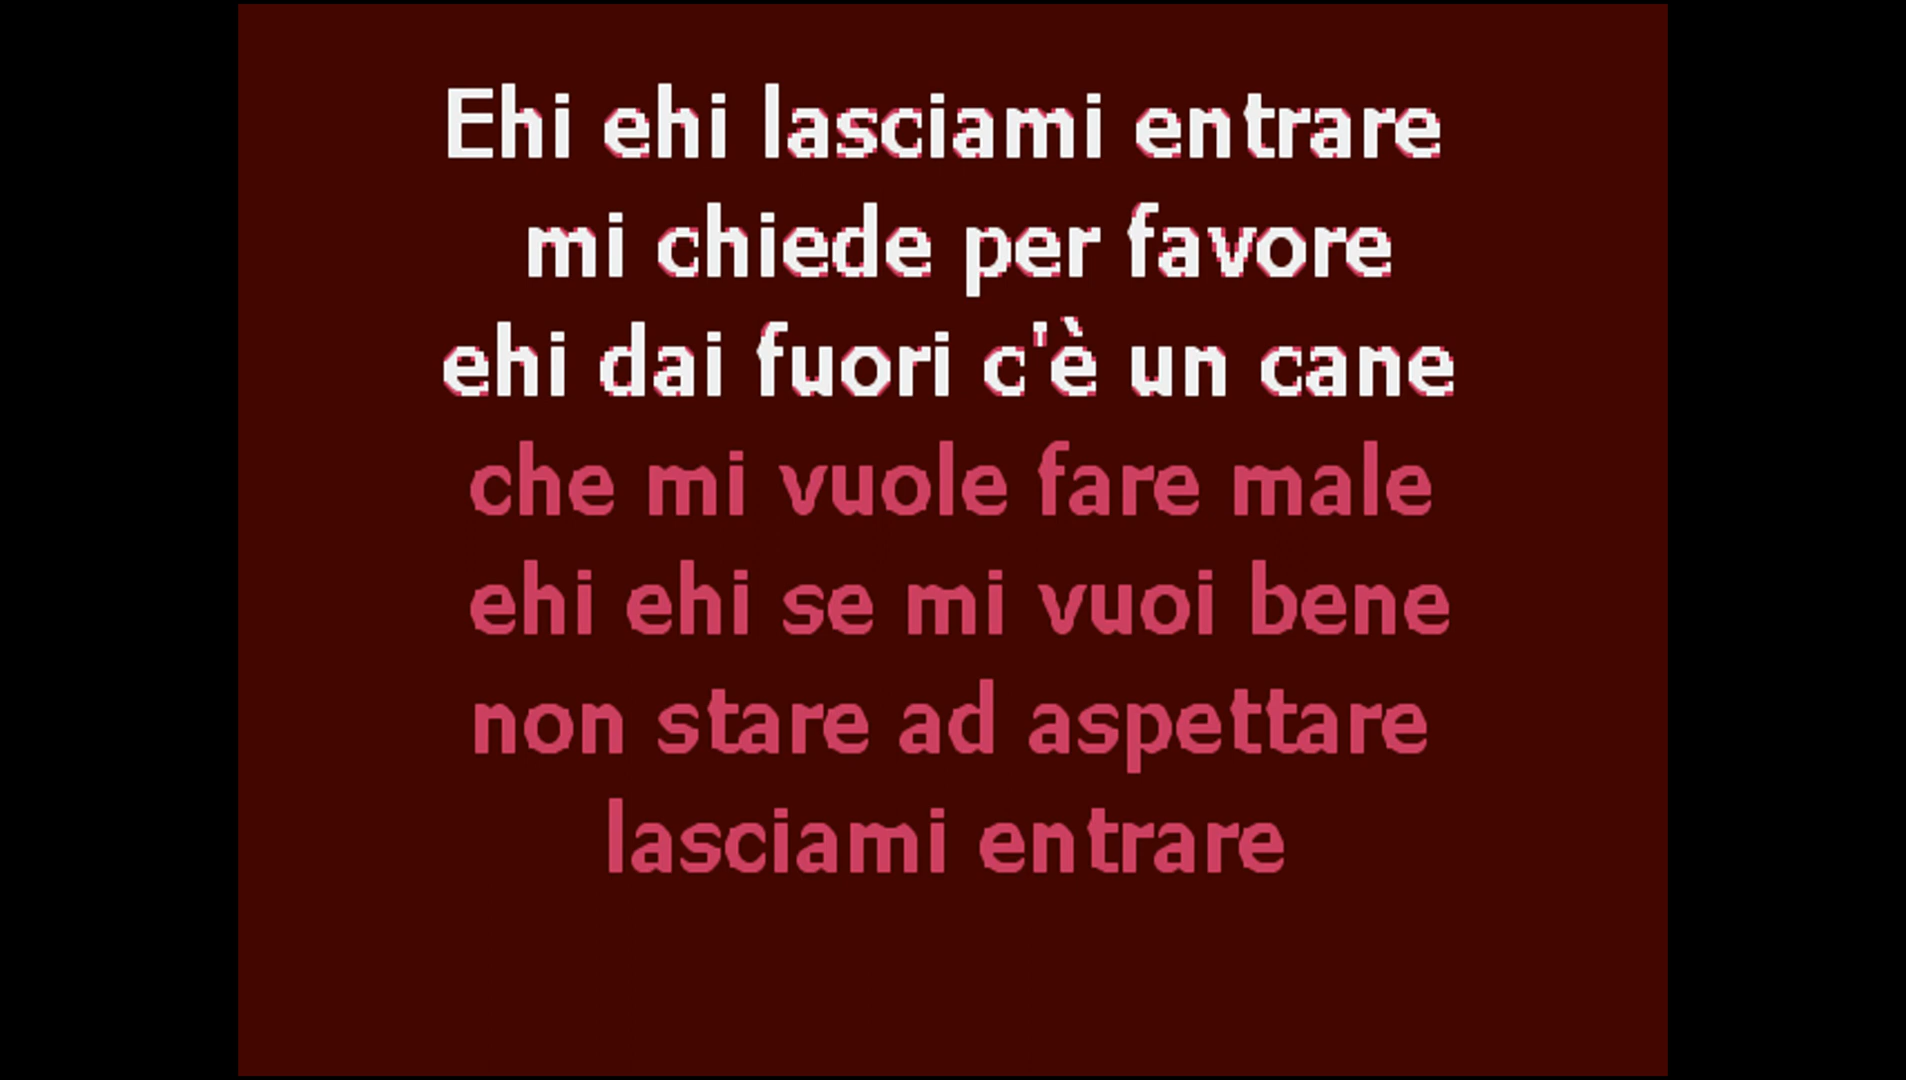 Ehi ehi lasciami entrare
mi chiede per favore
ehi dai fuori c'è un cane
che mi vuole fare male
ehi ehi se mi vuoi bene
non stare ad aspettare
lasciami entrare